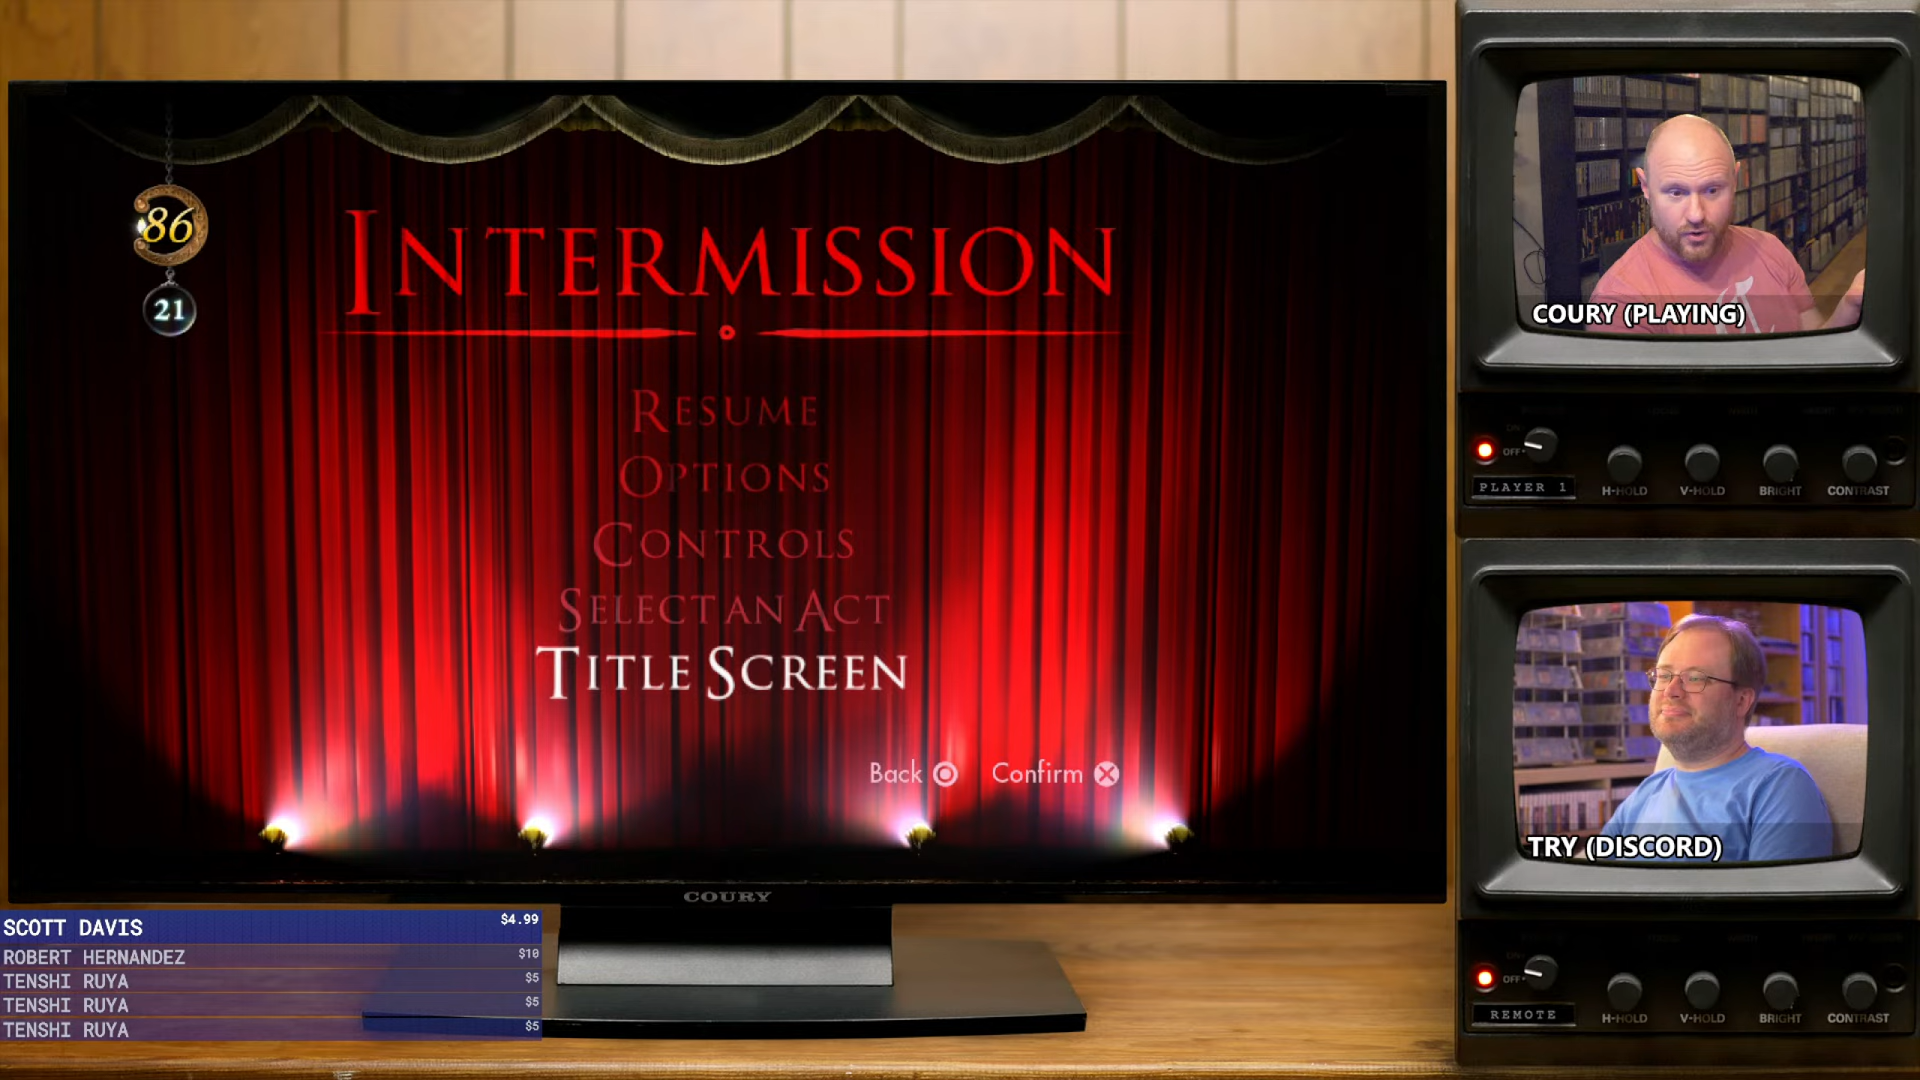 86
21
INTERMISSION
RESUME
OPTIONS
CONTROLS
SELECT AN ACT
TITLE SCREEN
Back Confirm
COURY
SCOTT DAVIS $4.99
ROBERT HERNANDEZ $10
TENSHI RUYA $5
TENSHI RUYA $5
TENSHI RUYA $5
COURY (PLAYING)
OFF
PLAYER 1
H-HOLD V-HOLD BRIGHT CONTRAST
TRY (DISCORD)
OFF
REMOTE
H-HOLD V-HOLD BRIGHT CONTRAST